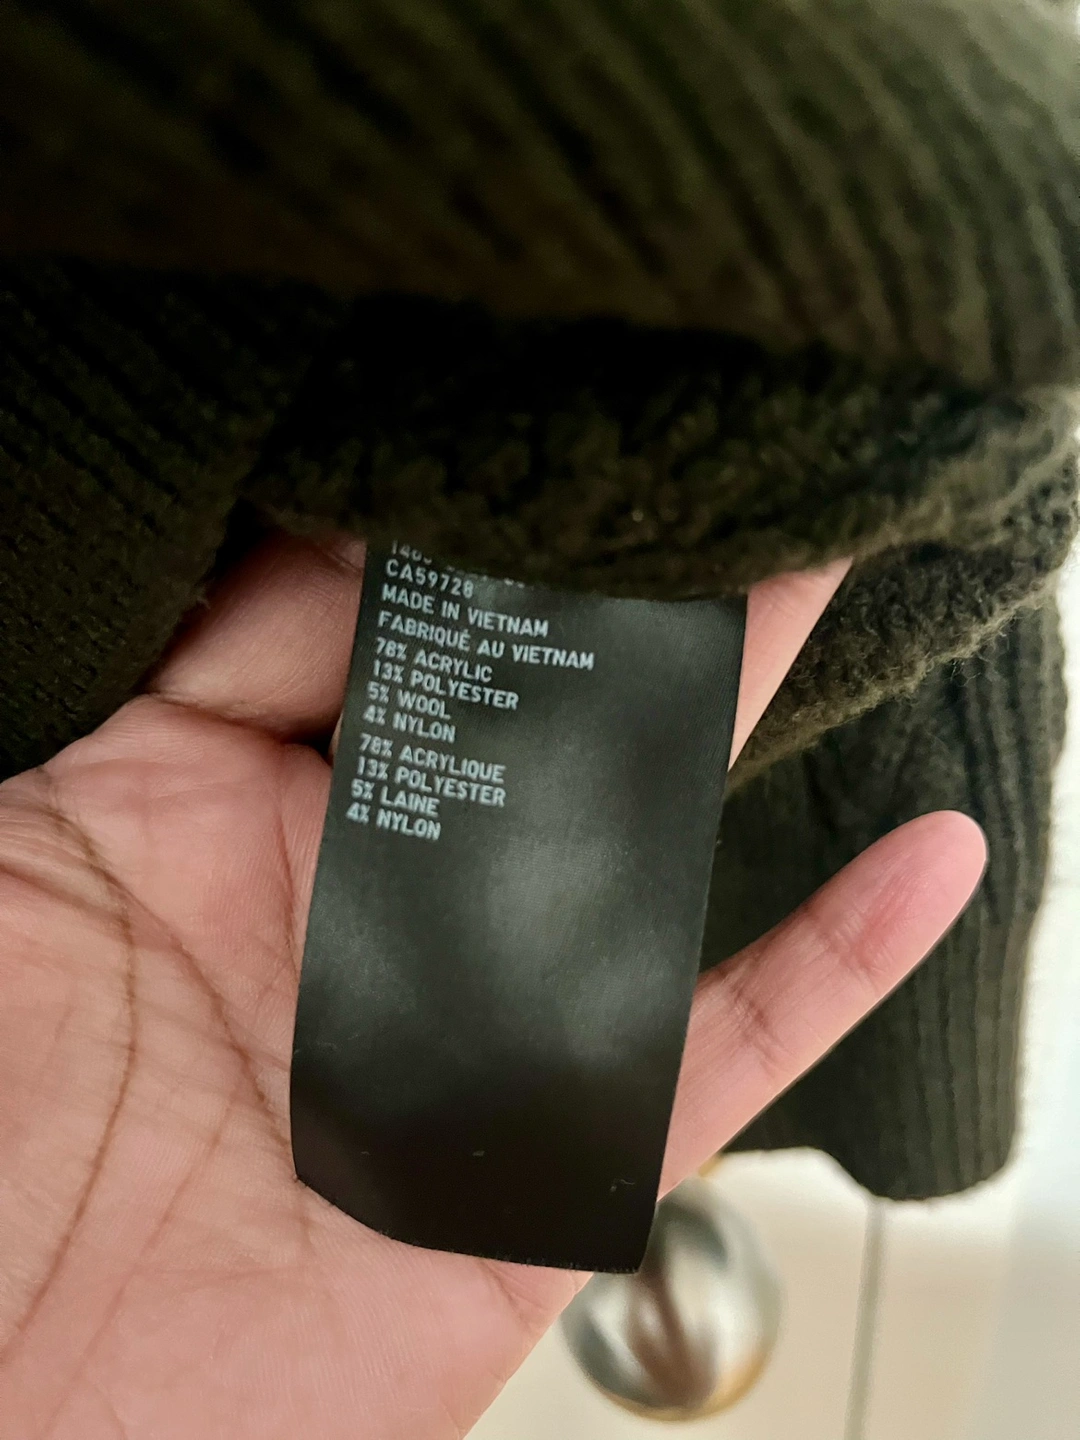 CA59728
MADE IN VIETNAM
FABRIQUÉ AU VIETNAM
78% ACRYLIC
13% POLYESTER
5% WOOL
4% NYLON
78% ACRYLIQUE
13% POLYESTER
5% LAINE
4% NYLON